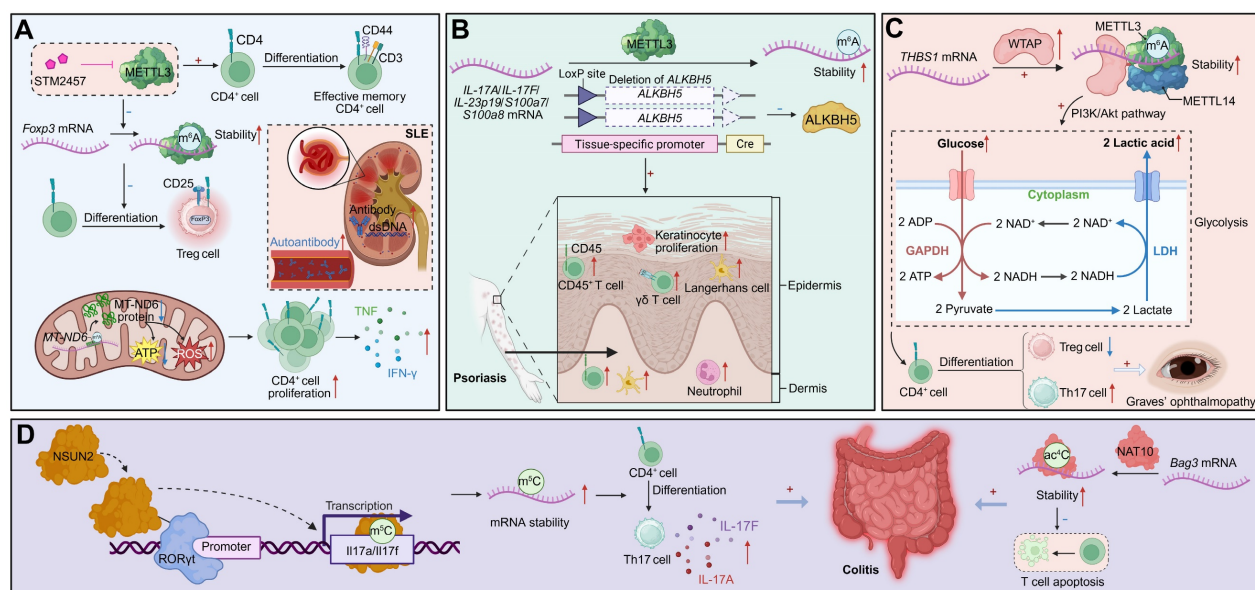 A
STM2457
METTL3
+
CD4
CD4+ cell
Differentiation
CD44
CD3
Effective memory
CD4+ cell
-
Foxp3 mRNA
m6A
Stability
-
Differentiation
CD25
FoxP3
Treg cell
SLE
Antibody
dsDNA
Autoantibody
MT-ND6
protein
MT-ND6
ATP
ROS
CD4+ cell
proliferation
TNF
IFN-γ
B
METTL3
m6A
Stability
IL-17A/IL-17F/
IL-23p19/S100a7/
S100a8 mRNA
LoxP site
Deletion of ALKBH5
ALKBH5
ALKBH5
-
ALKBH5
Tissue-specific promoter
Cre
+
CD45
CD45+ T cell
Keratinocyte
proliferation
γδ T cell
Langerhans cell
Epidermis
Psoriasis
Neutrophil
Dermis
C
THBS1 mRNA
WTAP
+
METTL3
m6A
Stability
METTL14
+
PI3K/Akt pathway
Glucose
2 Lactic acid
Cytoplasm
2 ADP
2 NAD+
2 NAD+
GAPDH
LDH
Glycolysis
2 ATP
2 NADH
2 NADH
2 Pyruvate
2 Lactate
CD4+ cell
Differentiation
Treg cell
Th17 cell
+
Graves' ophthalmopathy
D
NSUN2
RORγt
Promoter
Transcription
m5C
Il17a/Il17f
m5C
mRNA stability
CD4+ cell
Differentiation
Th17 cell
IL-17F
IL-17A
+
Colitis
+
ac4C
NAT10
Bag3 mRNA
Stability
-
T cell apoptosis